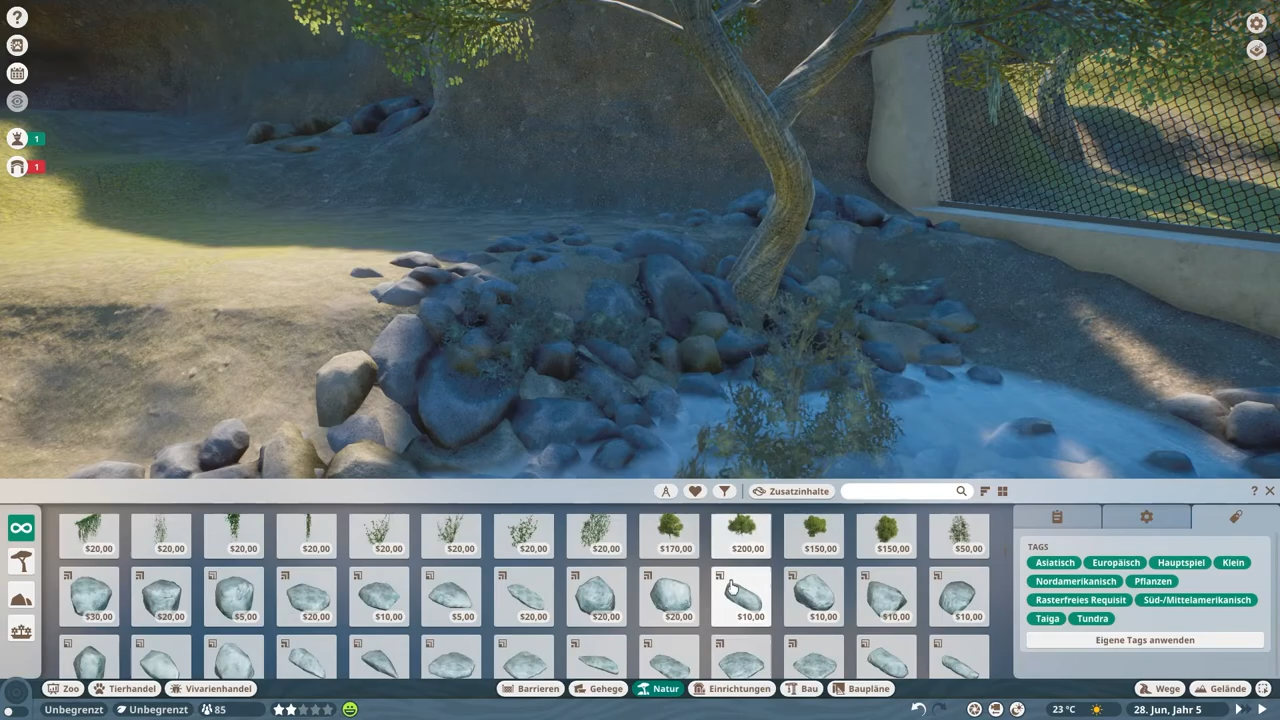 1
1
Zusatzinhalte
$20,00 $20,00 $20,00 $20,00 $20,00 $20,00 $20,00 $20,00 $170,00 $200,00 $150,00 $150,00 $50,00
$30,00 $20,00 $5,00 $20,00 $10,00 $5,00 $20,00 $20,00 $20,00 $10,00 $10,00 $10,00 $10,00
TAGS
Asiatisch Europäisch Hauptspiel Klein
Nordamerikanisch Pflanzen
Rasterfreies Requisit Süd-/Mittelamerikanisch
Taiga Tundra
Eigene Tags anwenden
Zoo Tierhandel Vivarienhandel Barrieren Gehege Natur Einrichtungen Bau Baupläne Wege Gelände
Unbegrenzt Unbegrenzt 85 23 °C 28. Jun, Jahr 5